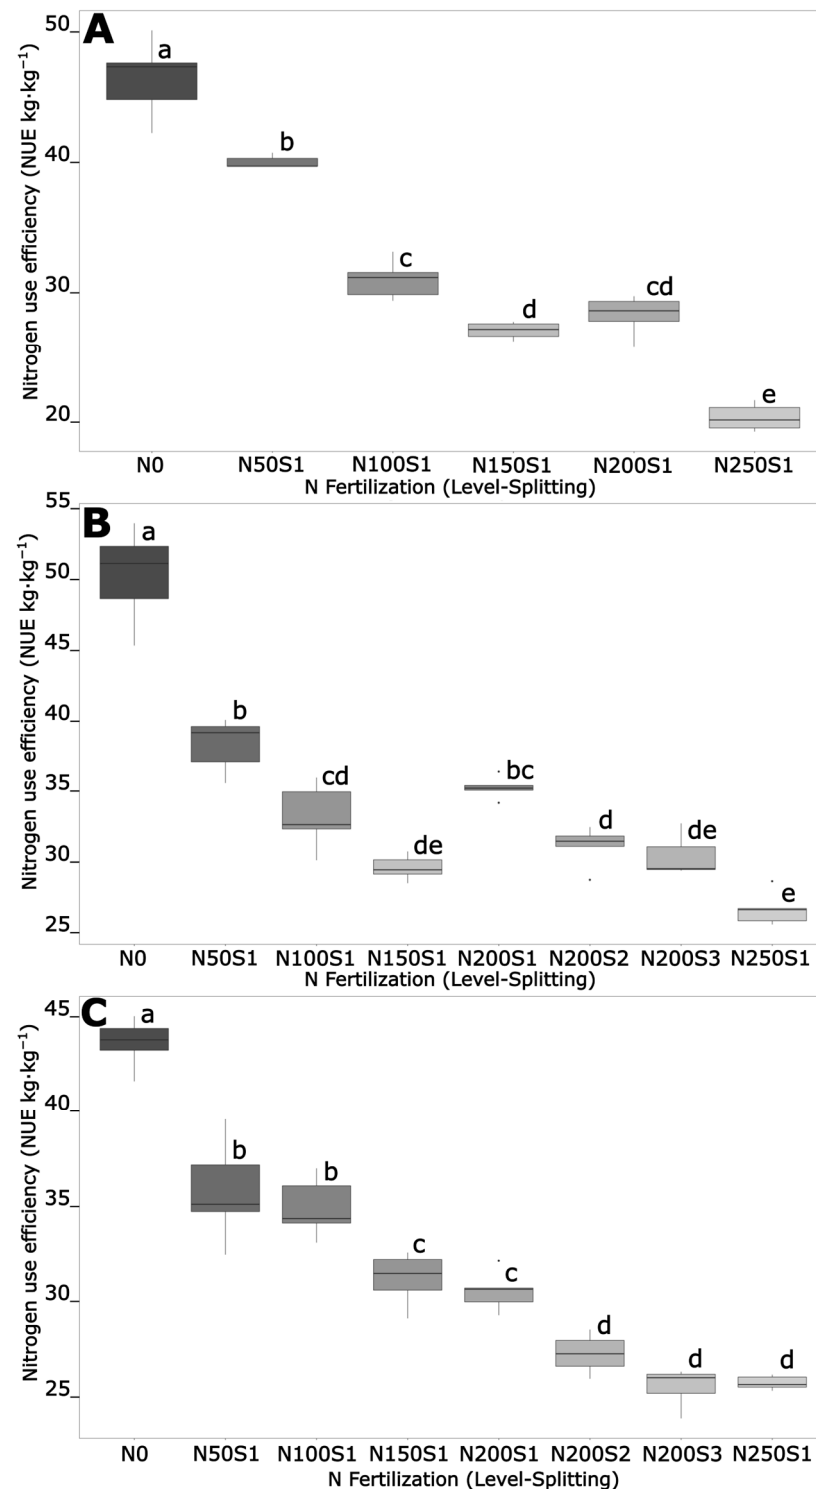 A
Nitrogen use efficiency (NUE kg·kg⁻¹)
50
40
30
20
a
b
c
d
cd
e
N0 N50S1 N100S1 N150S1 N200S1 N250S1
N Fertilization (Level-Splitting)
B
Nitrogen use efficiency (NUE kg·kg⁻¹)
55
50
45
40
35
30
25
a
b
cd
de
bc
d
de
e
N0 N50S1 N100S1 N150S1 N200S1 N200S2 N200S3 N250S1
N Fertilization (Level-Splitting)
C
Nitrogen use efficiency (NUE kg·kg⁻¹)
45
40
35
30
25
a
b
b
c
c
d
d
d
N0 N50S1 N100S1 N150S1 N200S1 N200S2 N200S3 N250S1
N Fertilization (Level-Splitting)